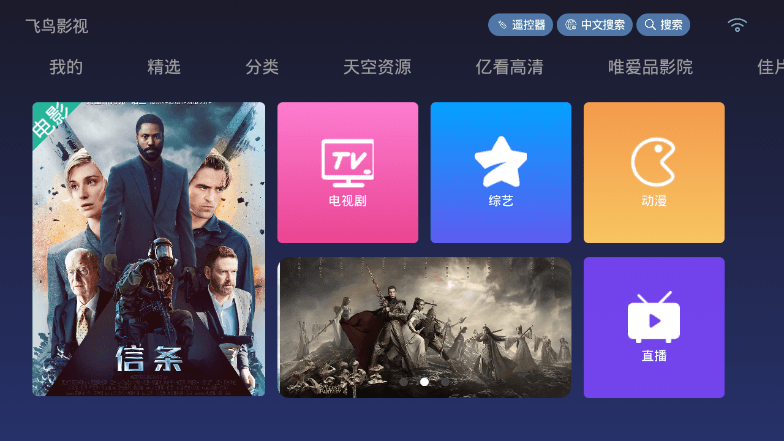 飞鸟影视
遥控器
中文搜索
搜索
我的
精选
分类
天空资源
亿看高清
唯爱品影院
佳片
电影
TV
电视剧
综艺
动漫
信条
直播